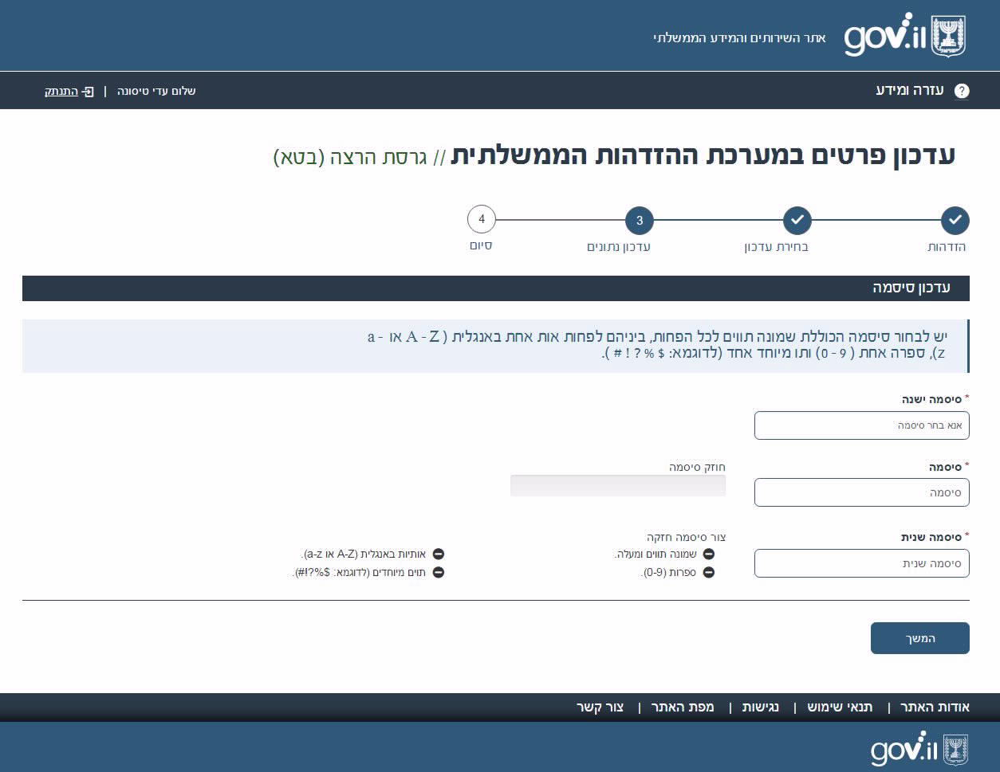 gov.il
אתר השירותים והמידע הממשלתי
עזרה ומידע
שלום עדי טיסונה | התנתק
עדכון פרטים במערכת ההזדהות הממשלתית // גרסת הרצה (בטא)
הזדהות
בחירת עדכון
3 עדכון נתונים
4 סיום
עדכון סיסמה
יש לבחור סיסמה הכוללת שמונה תווים לכל הפחות, ביניהם לפחות אות אחת באנגלית ( A - Z או a -
z), ספרה אחת ( 9 - 0) ותו מיוחד אחד (לדוגמא: $ % ? ! # ).
* סיסמה ישנה
אנא בחר סיסמה
* סיסמה
סיסמה
חוזק סיסמה
* סיסמה שנית
סיסמה שנית
צור סיסמה חזקה
שמונה תווים ומעלה.
ספרות (0-9).
אותיות באנגלית (A-Z או a-z).
תוים מיוחדים (לדוגמא: $%?!#).
המשך
אודות האתר | תנאי שימוש | נגישות | מפת האתר | צור קשר
gov.il